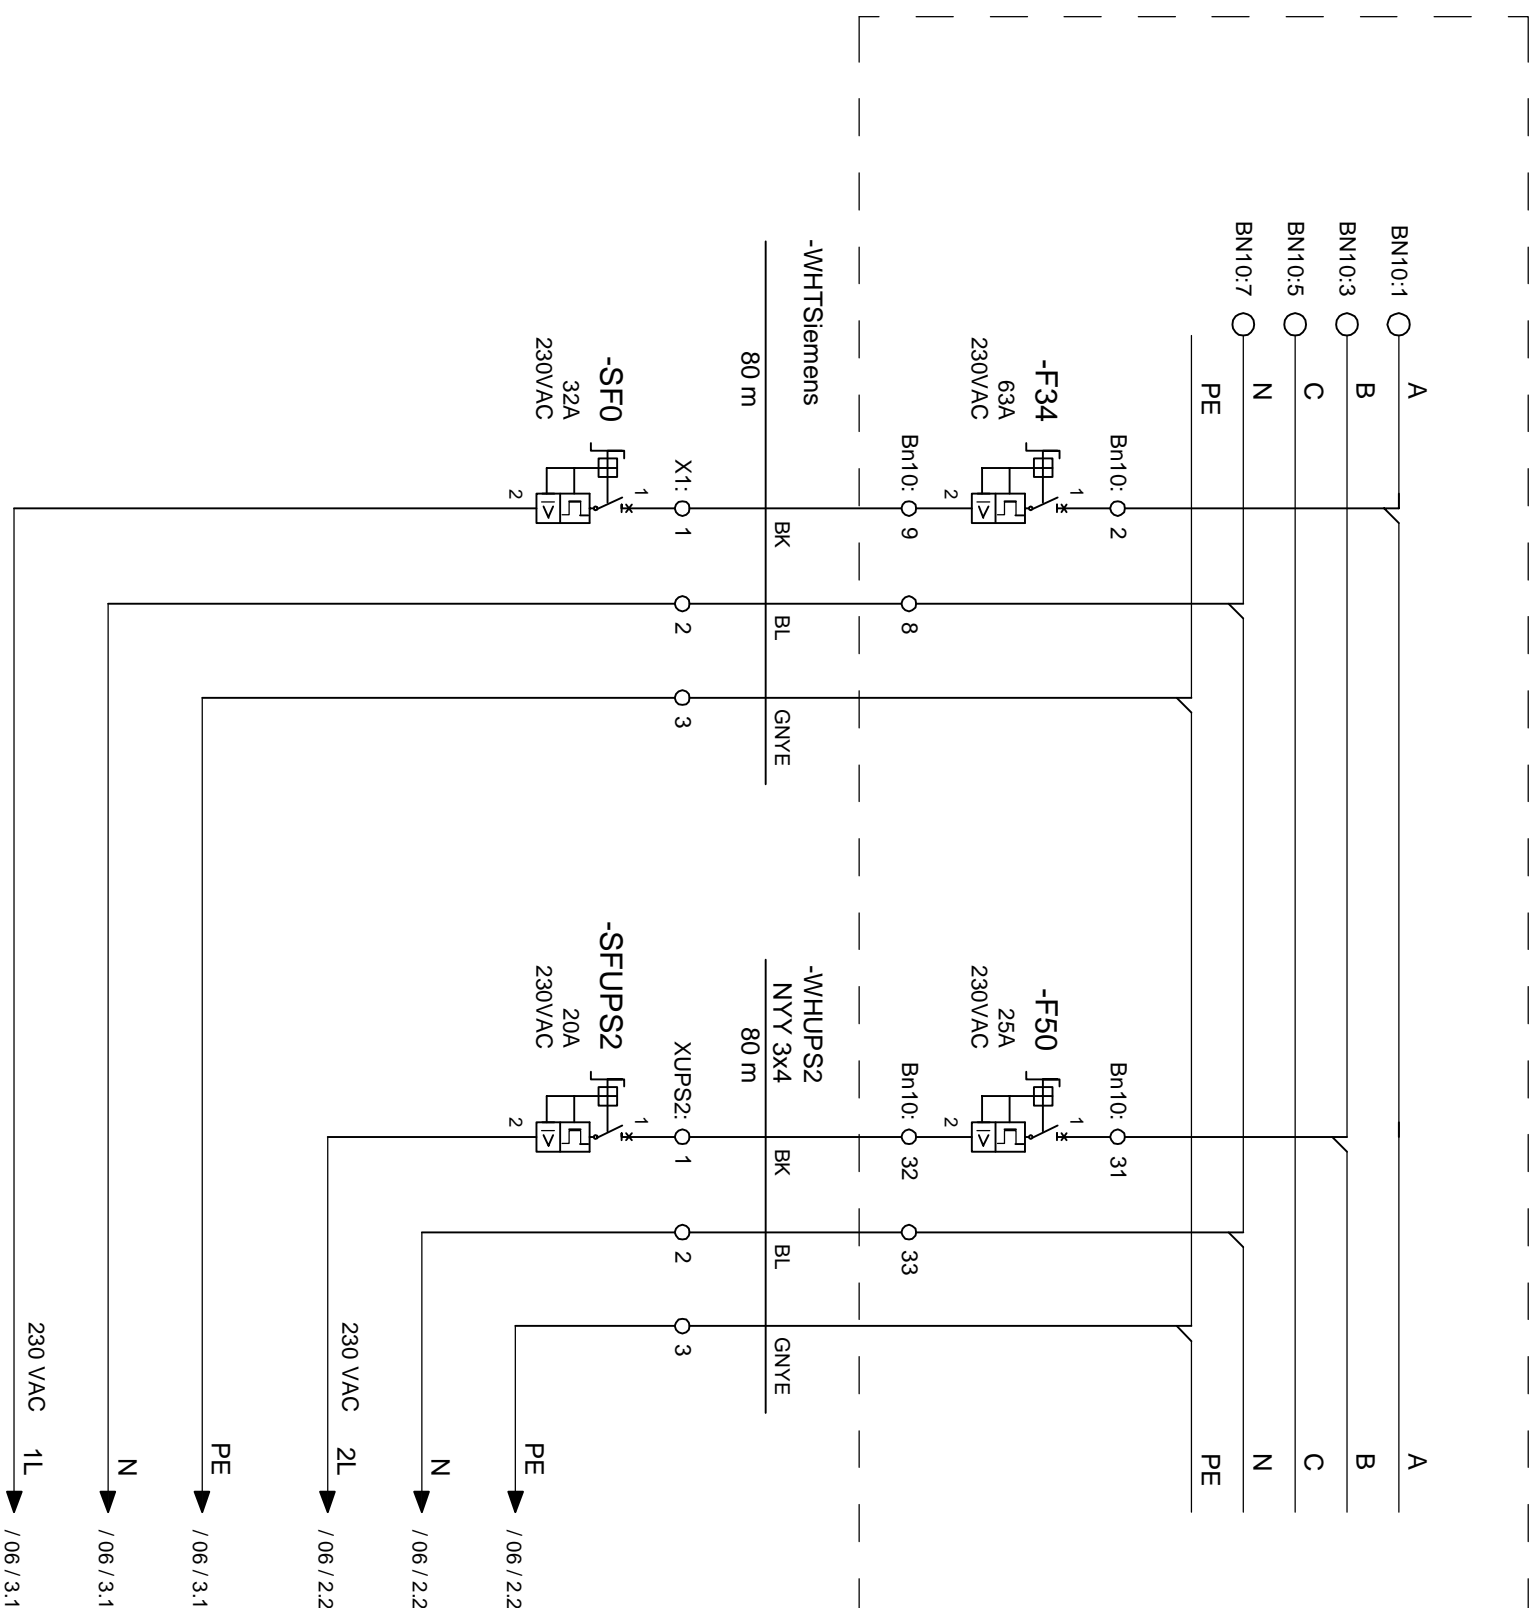 BN10:1
BN10:3
BN10:5
BN10:7
A
B
C
N
PE
A
B
C
N
PE
-F34
63A
230VAC
Bn10:
2
1
2
Bn10:
9
8
-F50
25A
230VAC
Bn10:
31
1
2
Bn10:
32
33
-WHTSiemens
80 m
BK
BL
GNYE
-WHUPS2
NYY 3x4
80 m
BK
BL
GNYE
X1:
1
2
3
-SF0
32A
230VAC
1
2
XUPS2:
1
2
3
-SFUPS2
20A
230VAC
1
2
PE
/ 06 / 2.2
N
/ 06 / 2.2
230 VAC 2L
/ 06 / 2.2
PE
/ 06 / 3.1
N
/ 06 / 3.1
230 VAC 1L
/ 06 / 3.1